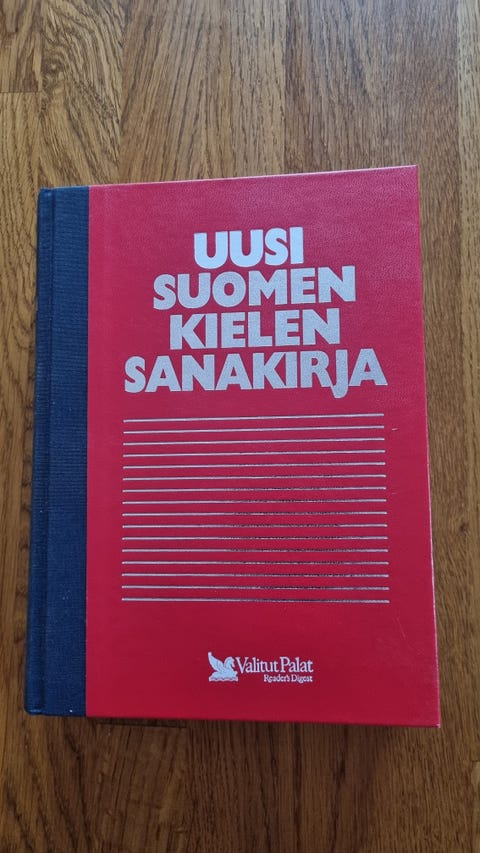 UUSI
SUOMEN
KIELEN
SANAKIRJA
Valitut Palat
Reader's Digest